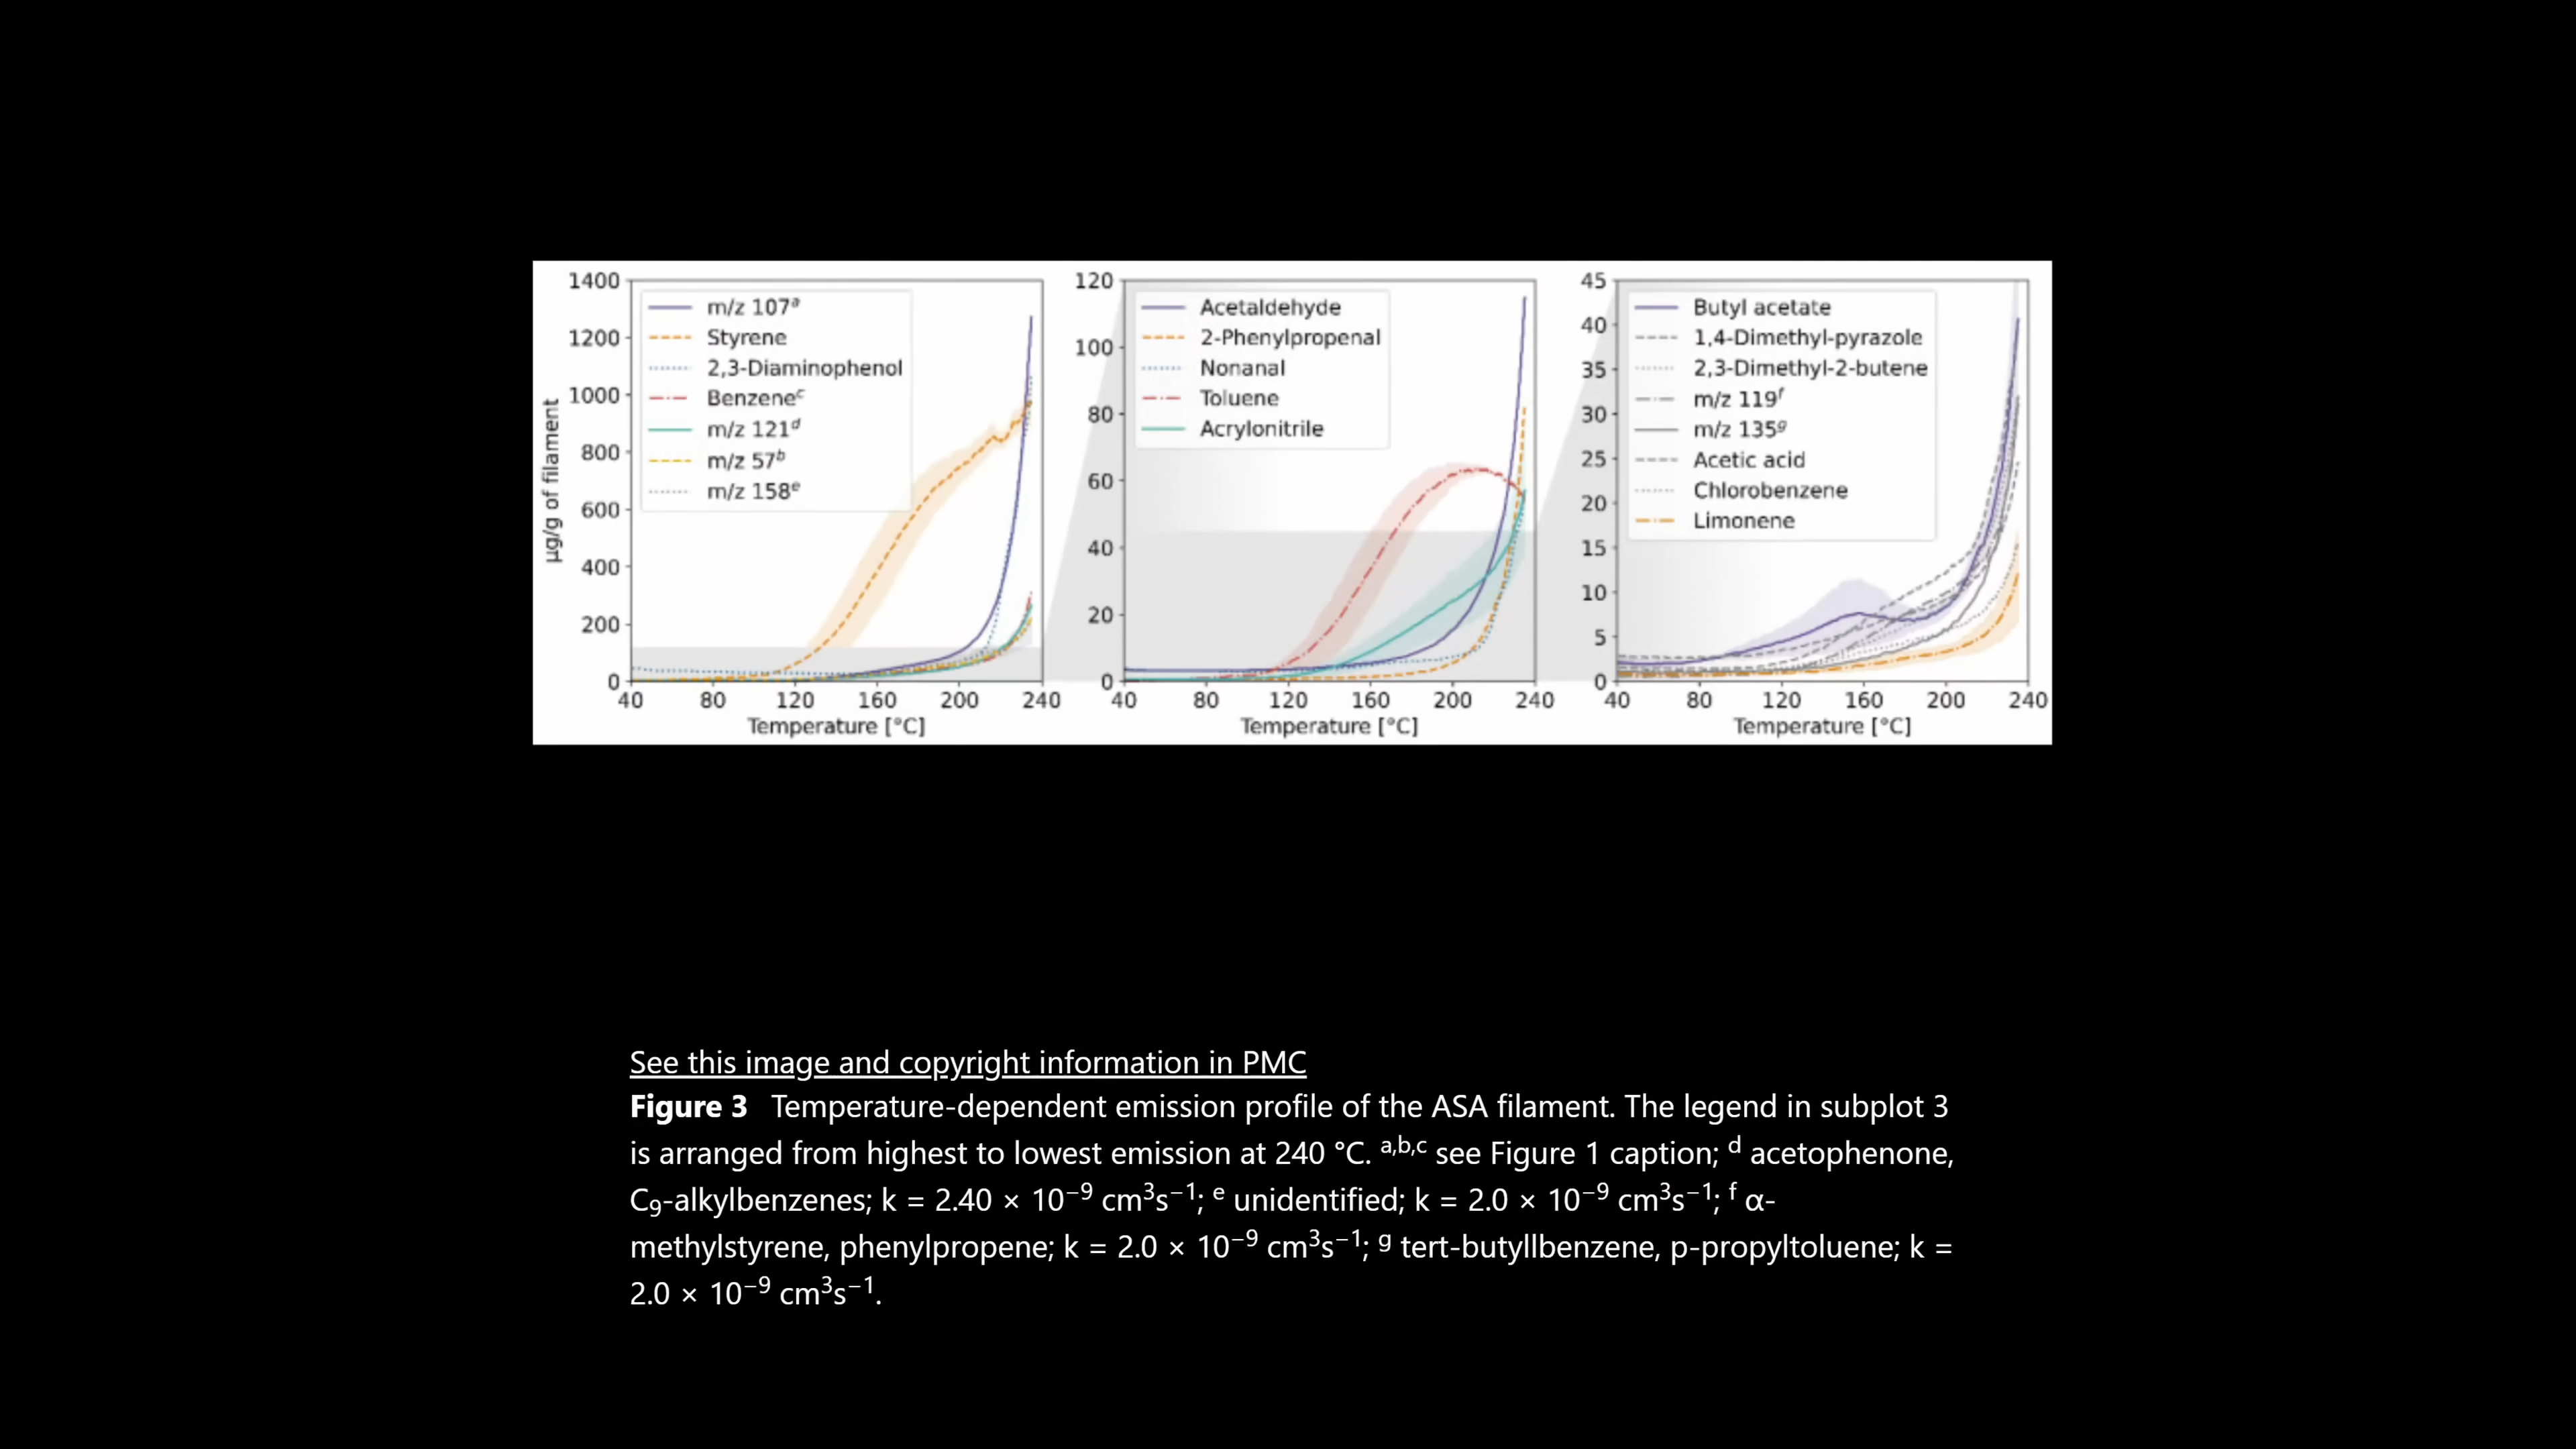 1400
1200
1000
800
600
400
200
0
µg/g of filament
m/z 107ᵃ
Styrene
2,3-Diaminophenol
Benzeneᶜ
m/z 121ᵈ
m/z 57ᵇ
m/z 158ᵉ
40 80 120 160 200 240
Temperature [°C]
120
100
80
60
40
20
0
Acetaldehyde
2-Phenylpropenal
Nonanal
Toluene
Acrylonitrile
40 80 120 160 200 240
Temperature [°C]
45
40
35
30
25
20
15
10
5
0
Butyl acetate
1,4-Dimethyl-pyrazole
2,3-Dimethyl-2-butene
m/z 119ᶠ
m/z 135ᵍ
Acetic acid
Chlorobenzene
Limonene
40 80 120 160 200 240
Temperature [°C]
See this image and copyright information in PMC
Figure 3 Temperature-dependent emission profile of the ASA filament. The legend in subplot 3
is arranged from highest to lowest emission at 240 °C. ᵃ,ᵇ,ᶜ see Figure 1 caption; ᵈ acetophenone,
C₉-alkylbenzenes; k = 2.40 × 10⁻⁹ cm³s⁻¹; ᵉ unidentified; k = 2.0 × 10⁻⁹ cm³s⁻¹; ᶠ α-
methylstyrene, phenylpropene; k = 2.0 × 10⁻⁹ cm³s⁻¹; ᵍ tert-butyllbenzene, p-propyltoluene; k =
2.0 × 10⁻⁹ cm³s⁻¹.